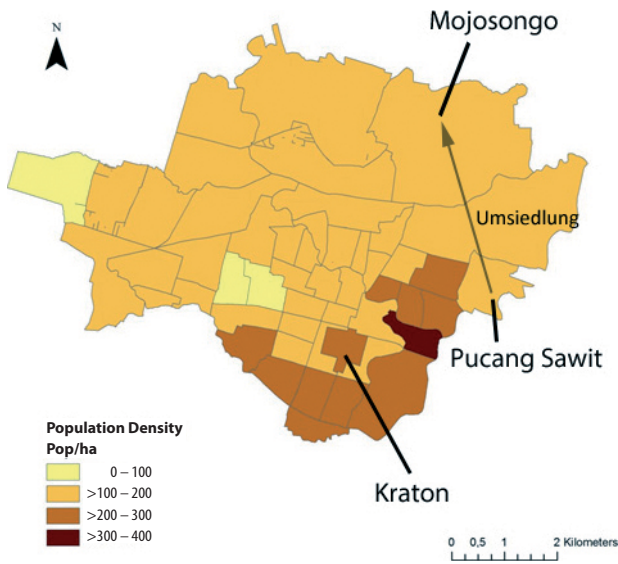 Mojosongo
N
Umsiedlung
Pucang Sawit
Kraton
Population Density
Pop/ha
0 – 100
>100 – 200
>200 – 300
>300 – 400
0 0,5 1 2 Kilometers